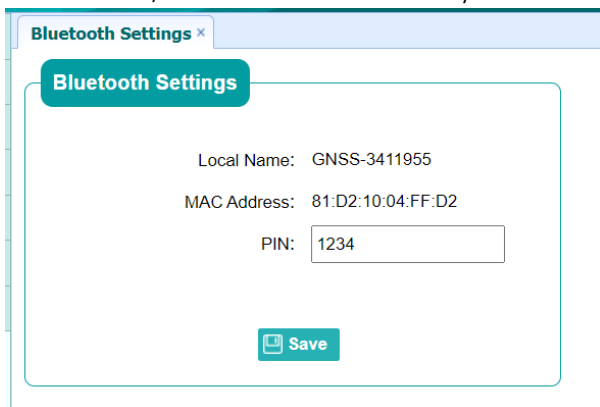 Bluetooth Settings ×
Bluetooth Settings
Local Name: GNSS-3411955
MAC Address: 81:D2:10:04:FF:D2
PIN: 1234
Save